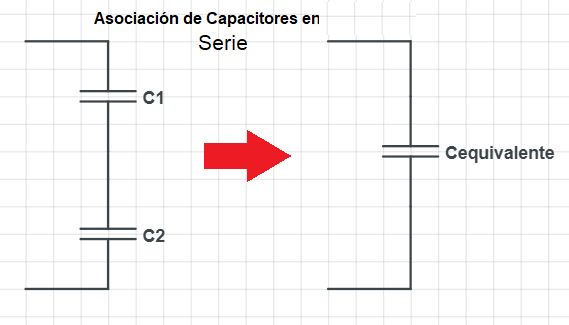 Asociación de Capacitores en
Serie
C1
Cequivalente
C2